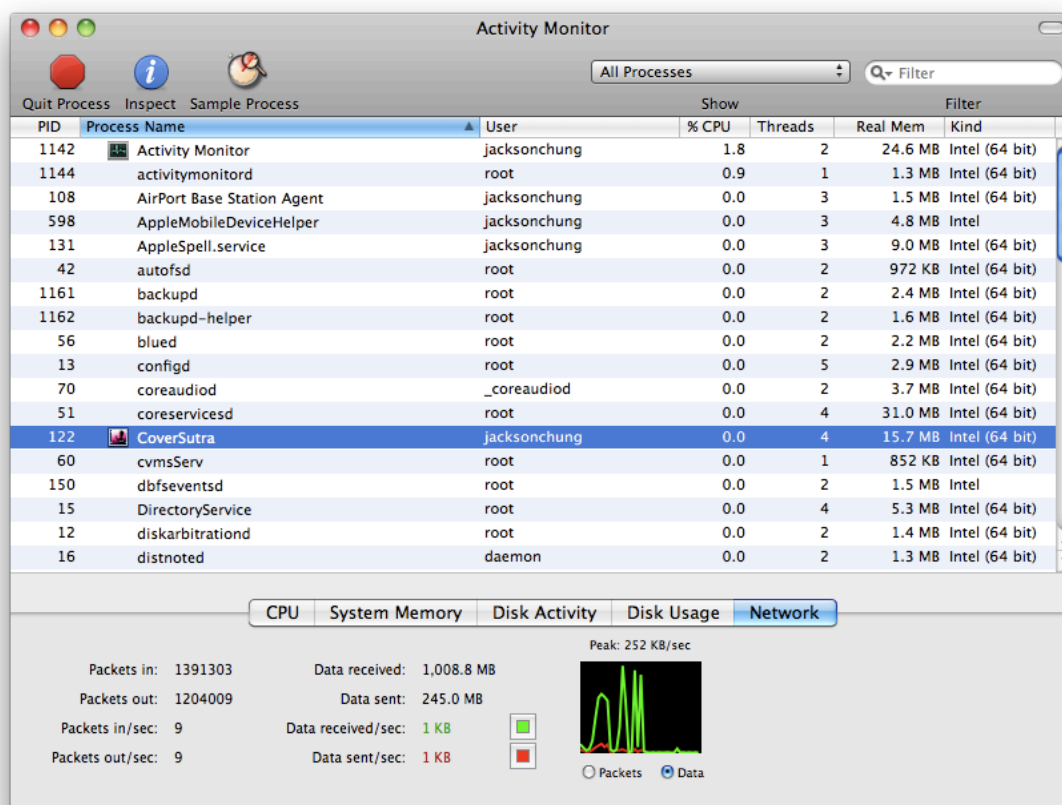 Activity Monitor
All Processes Filter
Quit Process Inspect Sample Process Show Filter
PID Process Name User % CPU Threads Real Mem Kind
1142 Activity Monitor jacksonchung 1.8 2 24.6 MB Intel (64 bit)
1144 activitymonitord root 0.9 1 1.3 MB Intel (64 bit)
108 AirPort Base Station Agent jacksonchung 0.0 3 1.5 MB Intel (64 bit)
598 AppleMobileDeviceHelper jacksonchung 0.0 3 4.8 MB Intel
131 AppleSpell.service jacksonchung 0.0 3 9.0 MB Intel (64 bit)
42 autofsd root 0.0 2 972 KB Intel (64 bit)
1161 backupd root 0.0 2 2.4 MB Intel (64 bit)
1162 backupd-helper root 0.0 2 1.6 MB Intel (64 bit)
56 blued root 0.0 2 2.2 MB Intel (64 bit)
13 configd root 0.0 5 2.9 MB Intel (64 bit)
70 coreaudiod _coreaudiod 0.0 2 3.7 MB Intel (64 bit)
51 coreservicesd root 0.0 4 31.0 MB Intel (64 bit)
122 CoverSutra jacksonchung 0.0 4 15.7 MB Intel (64 bit)
60 cvmsServ root 0.0 1 852 KB Intel (64 bit)
150 dbfseventsd root 0.0 2 1.5 MB Intel
15 DirectoryService root 0.0 4 5.3 MB Intel (64 bit)
12 diskarbitrationd root 0.0 2 1.4 MB Intel (64 bit)
16 distnoted daemon 0.0 2 1.3 MB Intel (64 bit)
CPU System Memory Disk Activity Disk Usage Network
Peak: 252 KB/sec
Packets in: 1391303 Data received: 1,008.8 MB
Packets out: 1204009 Data sent: 245.0 MB
Packets in/sec: 9 Data received/sec: 1 KB
Packets out/sec: 9 Data sent/sec: 1 KB
Packets Data